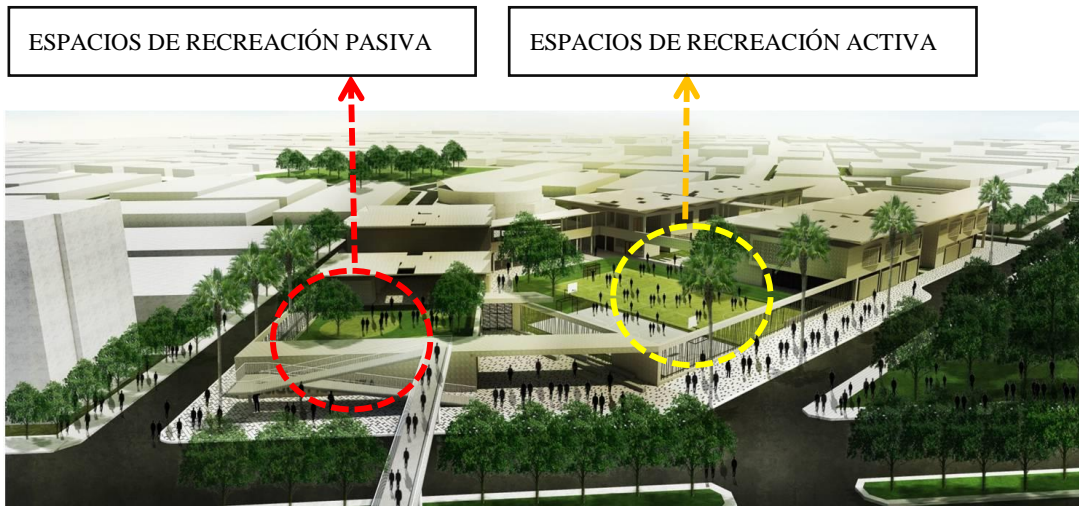 ESPACIOS DE RECREACIÓN PASIVA
ESPACIOS DE RECREACIÓN ACTIVA